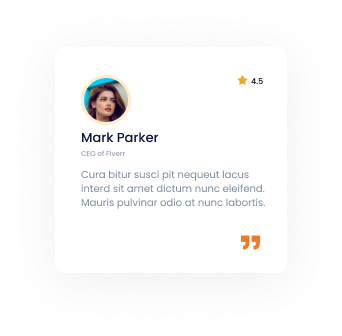 4.5
Mark Parker
CEO of Fiverr
Cura bitur susci pit nequeut lacus
interd sit amet dictum nunc eleifend.
Mauris pulvinar odio at nunc labortis.